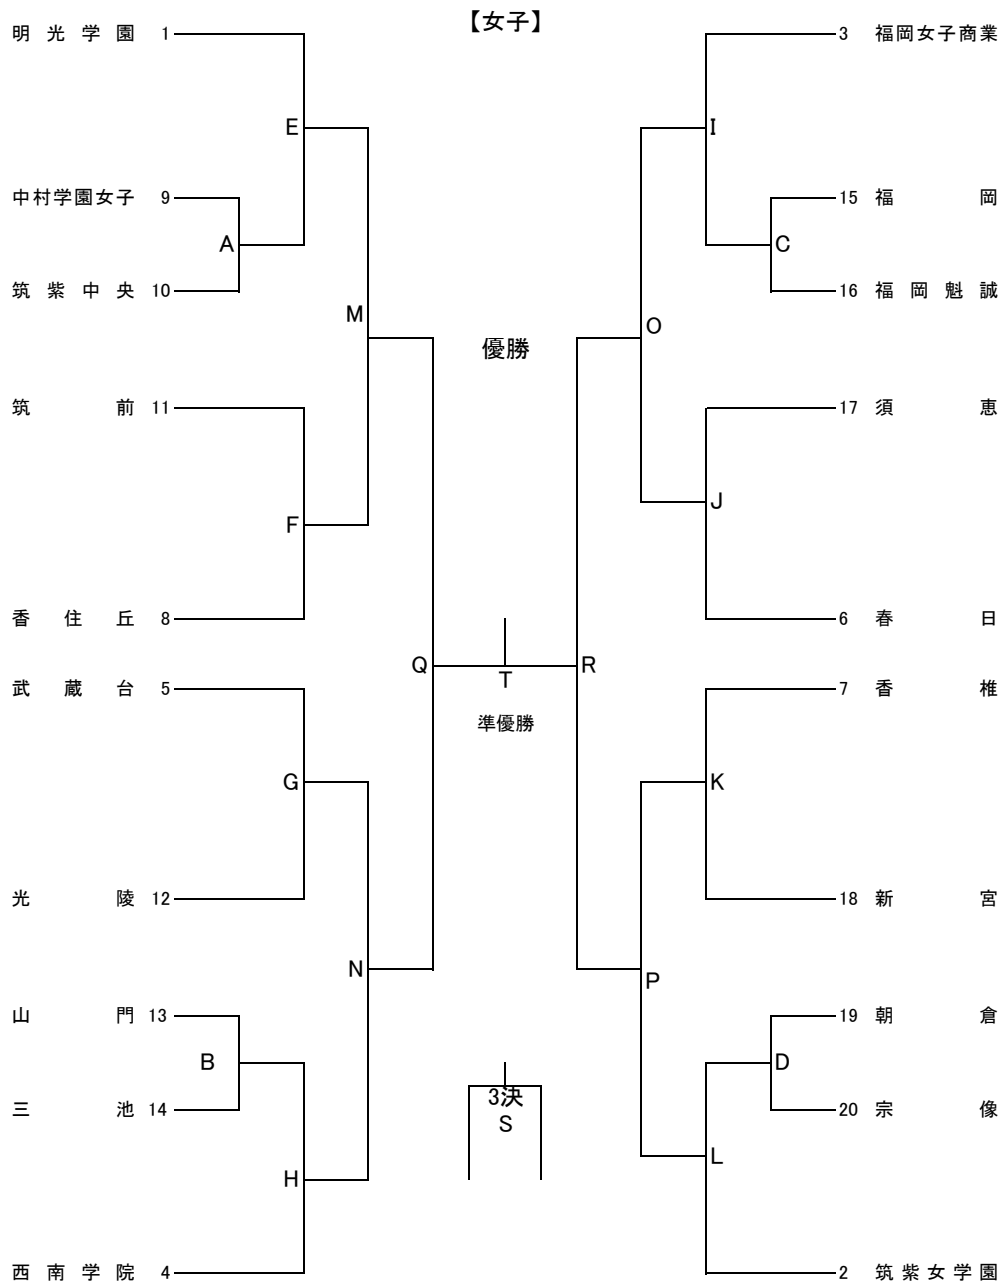 【女子】
明光学園 1
3 福岡女子商業
E
I
中村学園女子 9
15 福岡
A
C
筑紫中央 10
16 福岡魁誠
M
O
優勝
筑前 11
17 須恵
J
F
香住丘 8
6 春日
Q
R
T
武蔵台 5
7 香椎
準優勝
G
K
光陵 12
18 新宮
N
P
山門 13
19 朝倉
B
D
3決
三池 14
20 宗像
S
L
H
西南学院 4
2 筑紫女学園